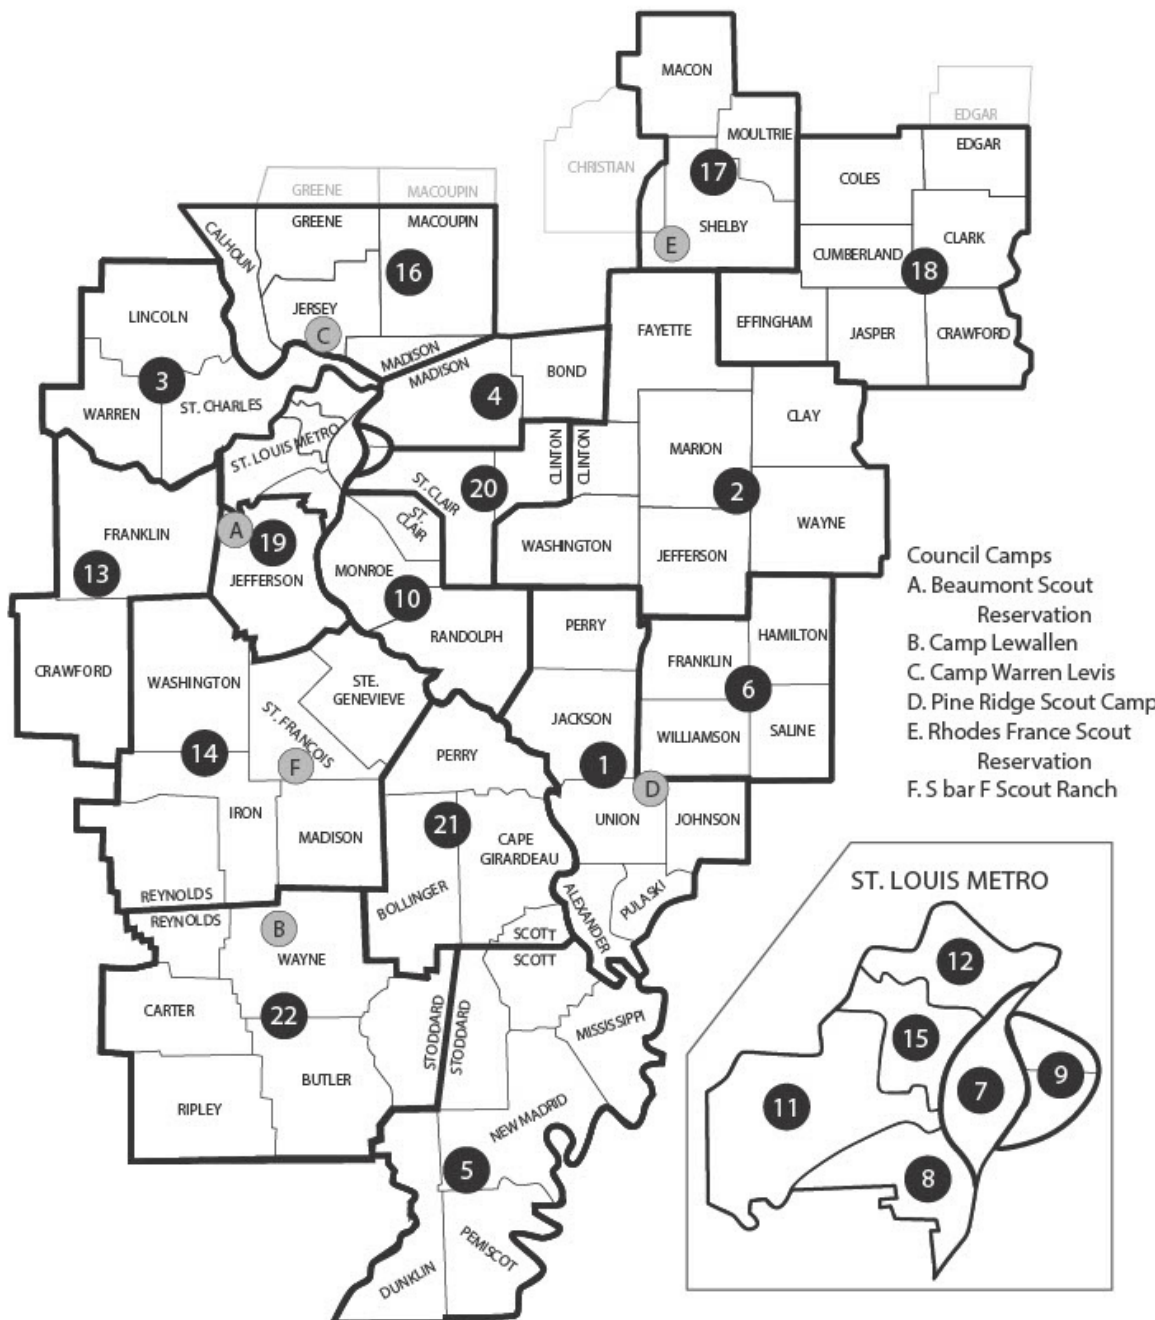 MACON
EDGAR
MOULTRIE
EDGAR
CHRISTIAN
17
COLES
GREENE
MACOUPIN
GREENE
MACOUPIN
SHELBY
CALHOUN
E
CLARK
CUMBERLAND
16
18
JERSEY
LINCOLN
C
FAYETTE
EFFINGHAM
JASPER
CRAWFORD
MADISON
MADISON
BOND
3
4
WARREN
ST. CHARLES
CLAY
ST. LOUIS METRO
MARION
CLINTON
CLINTON
ST. CLAIR
20
2
ST.
CLAIR
WAYNE
FRANKLIN
A
19
WASHINGTON
JEFFERSON
13
JEFFERSON
MONROE
10
RANDOLPH
PERRY
HAMILTON
CRAWFORD
WASHINGTON
STE.
GENEVIEVE
FRANKLIN
6
ST. FRANCOIS
JACKSON
WILLIAMSON
SALINE
14
F
PERRY
1
D
IRON
MADISON
21
CAPE
GIRARDEAU
UNION
JOHNSON
REYNOLDS
REYNOLDS
BOLLINGER
ALEXANDER
PULASKI
B
WAYNE
SCOTT
SCOTT
CARTER
22
STODDARD
STODDARD
MISSISSIPPI
BUTLER
RIPLEY
NEW MADRID
5
DUNKLIN
PEMISCOT
Council Camps
A. Beaumont Scout
Reservation
B. Camp Lewallen
C. Camp Warren Levis
D. Pine Ridge Scout Camp
E. Rhodes France Scout
Reservation
F. S bar F Scout Ranch
ST. LOUIS METRO
12
15
9
7
11
8